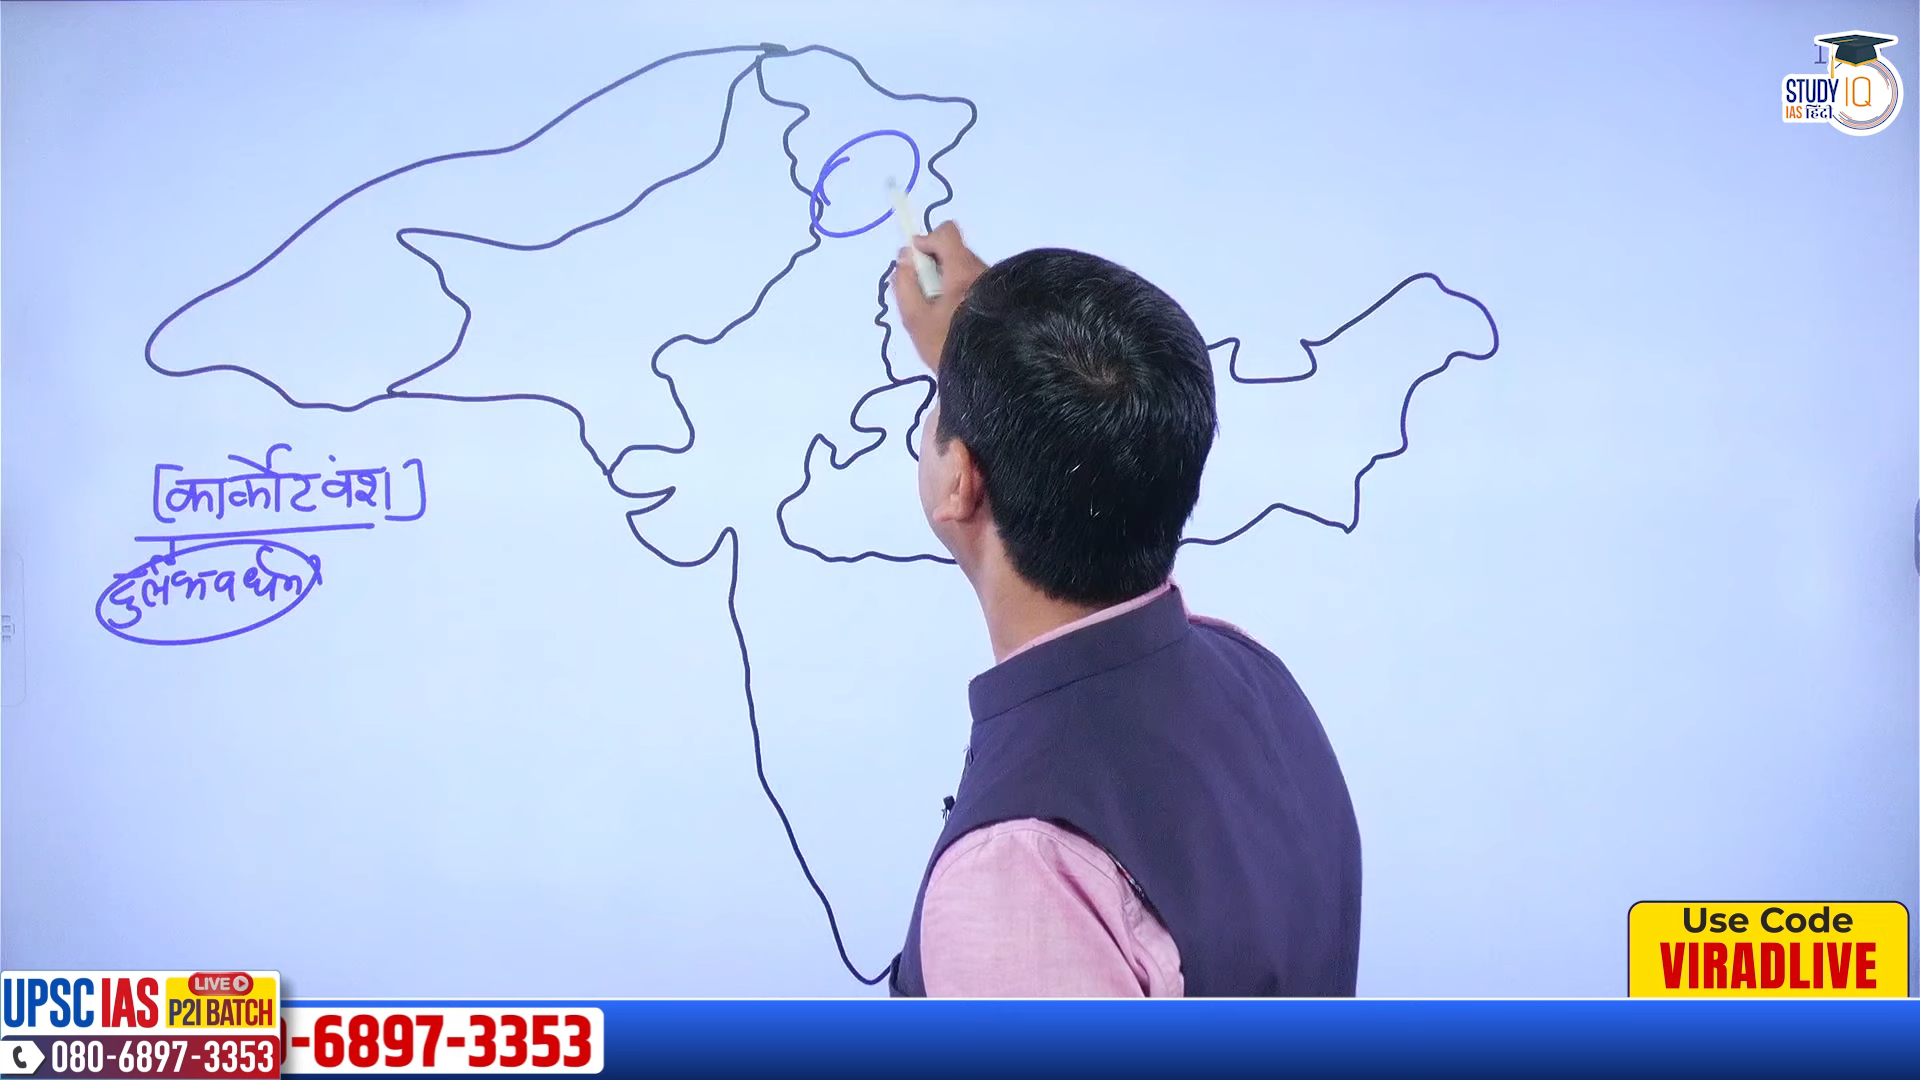 STUDY IQ
IAS हिंदी
[कार्कोट वंश]
दुर्लभवर्धन
Use Code
VIRADLIVE
UPSC IAS
LIVE
P2I BATCH
080-6897-3353
-6897-3353